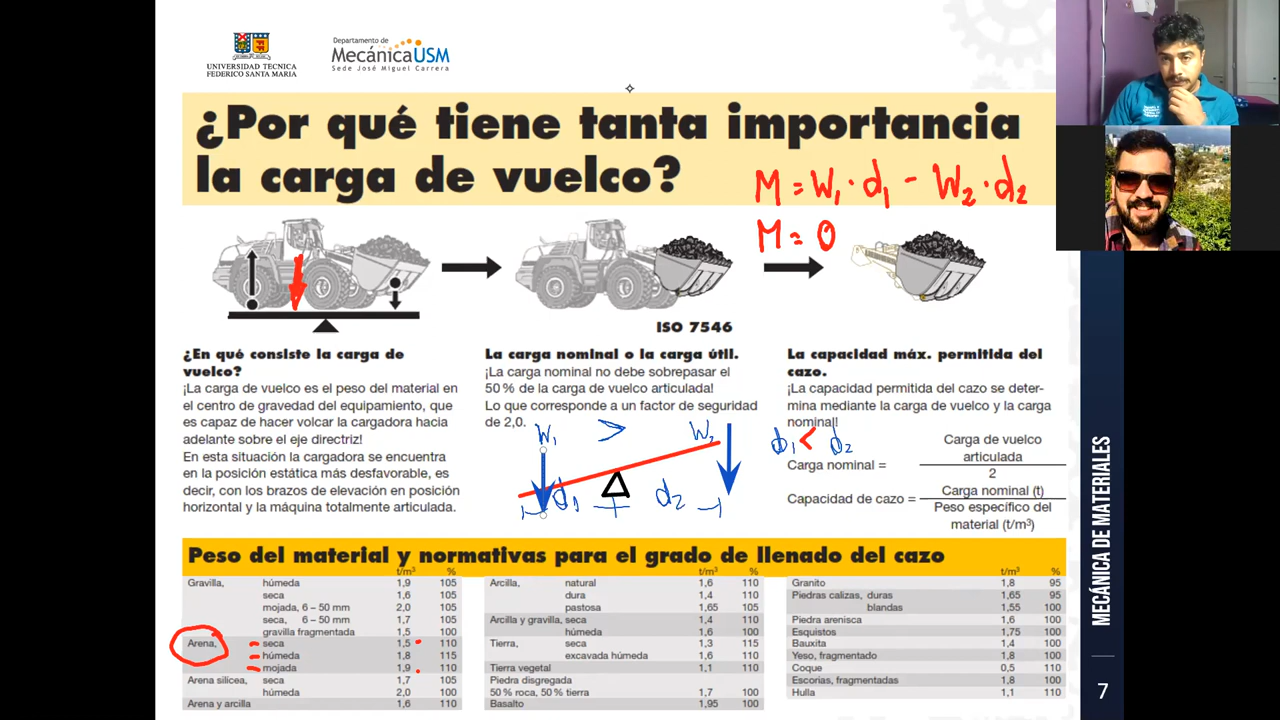 UNIVERSIDAD TECNICA
FEDERICO SANTA MARIA
Departamento de
MecánicaUSM
Sede José Miguel Carrera
¿Por qué tiene tanta importancia
la carga de vuelco?
M = W₁ · d₁ - W₂ · d₂
M = 0
ISO 7546
¿En qué consiste la carga de
vuelco?
¡La carga de vuelco es el peso del material en
el centro de gravedad del equipamiento, que
es capaz de hacer volcar la cargadora hacia
adelante sobre el eje directriz!
En esta situación la cargadora se encuentra
en la posición estática más desfavorable, es
decir, con los brazos de elevación en posición
horizontal y la máquina totalmente articulada.
La carga nominal o la carga útil.
¡La carga nominal no debe sobrepasar el
50 % de la carga de vuelco articulada!
Lo que corresponde a un factor de seguridad
de 2,0.
W₁ > W₂
d₁ d₂
La capacidad máx. permitida del
cazo.
¡La capacidad permitida del cazo se deter-
mina mediante la carga de vuelco y la carga
nominal!
d₁ < d₂
Carga nominal =
Carga de vuelco
articulada
2
Capacidad de cazo =
Carga nominal (t)
Peso específico del
material (t/m³)
Peso del material y normativas para el grado de llenado del cazo
t/m³ %
Gravilla, húmeda 1,9 105
seca 1,6 105
mojada, 6 – 50 mm 2,0 105
seca, 6 – 50 mm 1,7 105
gravilla fragmentada 1,5 100
Arena, seca 1,5 110
húmeda 1,8 115
mojada 1,9 110
Arena silícea, seca 1,7 105
húmeda 2,0 100
Arena y arcilla 1,6 110
t/m³ %
Arcilla, natural 1,6 110
dura 1,4 110
pastosa 1,65 105
Arcilla y gravilla, seca 1,4 110
húmeda 1,6 100
Tierra, seca 1,3 115
excavada húmeda 1,6 110
Tierra vegetal 1,1 110
Piedra disgregada
50 % roca, 50 % tierra 1,7 100
Basalto 1,95 100
t/m³ %
Granito 1,8 95
Piedras calizas, duras 1,65 95
blandas 1,55 100
Piedra arenisca 1,6 100
Esquistos 1,75 100
Bauxita 1,4 100
Yeso, fragmentado 1,8 100
Coque 0,5 110
Escorias, fragmentadas 1,8 100
Hulla 1,1 110
MECÁNICA DE MATERIALES
7